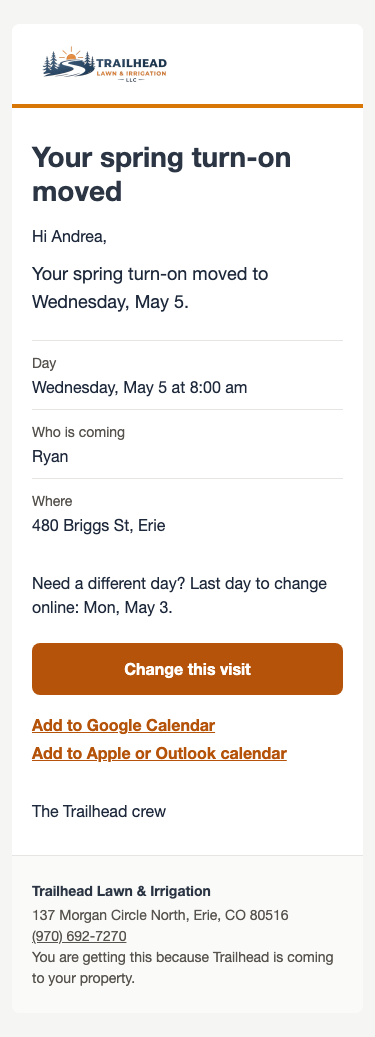 TRAILHEAD
LAWN & IRRIGATION
LLC
Your spring turn-on
moved
Hi Andrea,
Your spring turn-on moved to
Wednesday, May 5.
Day
Wednesday, May 5 at 8:00 am
Who is coming
Ryan
Where
480 Briggs St, Erie
Need a different day? Last day to change
online: Mon, May 3.
Change this visit
Add to Google Calendar
Add to Apple or Outlook calendar
The Trailhead crew
Trailhead Lawn & Irrigation
137 Morgan Circle North, Erie, CO 80516
(970) 692-7270
You are getting this because Trailhead is coming
to your property.